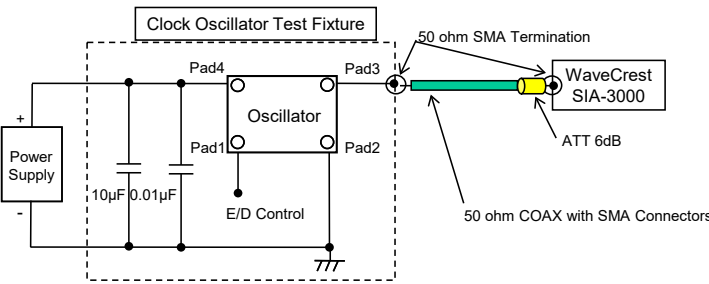 Clock Oscillator Test Fixture
50 ohm SMA Termination
Pad4
Pad3
WaveCrest
SIA-3000
+
Oscillator
ATT 6dB
Power
Supply
Pad1
Pad2
10µF
0.01µF
-
E/D Control
50 ohm COAX with SMA Connectors